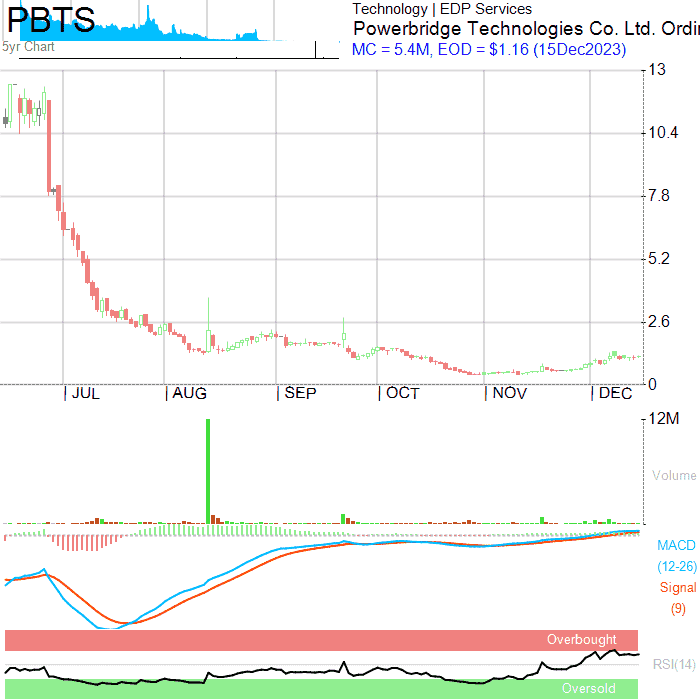 PBTS
Technology | EDP Services
Powerbridge Technologies Co. Ltd. Ordi
5yr Chart
MC = 5.4M, EOD = $1.16 (15Dec2023)
13
10.4
7.8
5.2
2.6
0
JUL AUG SEP OCT NOV DEC
12M
Volume
MACD
(12-26)
Signal
(9)
Overbought
RSI(14)
Oversold